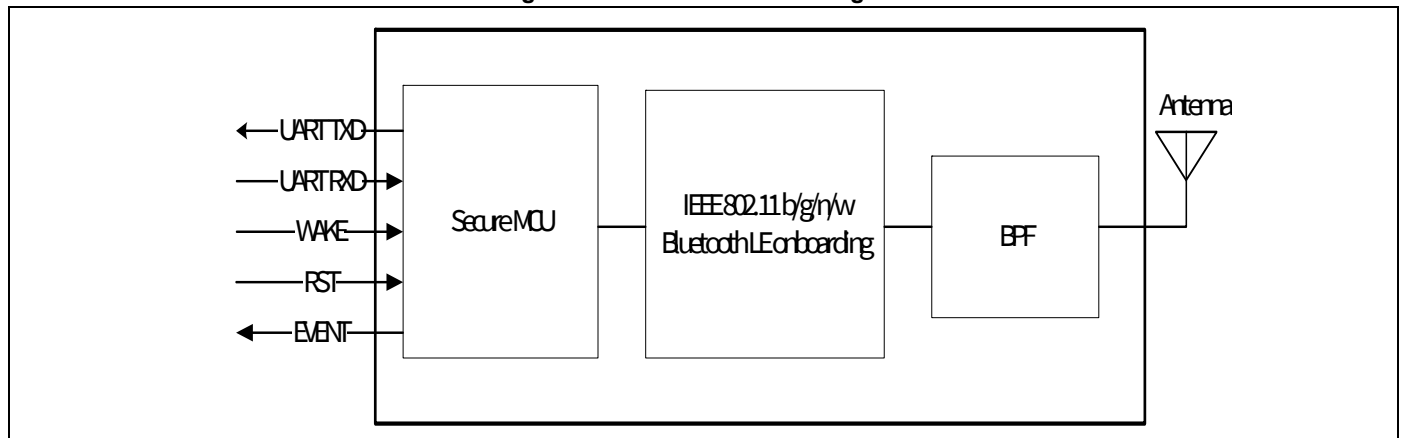 UART TXD
UART RXD
WAKE
RST
EVENT
Secure MCU
IEEE 802.11 b/g/n/w
Bluetooth LE onboarding
BPF
Antenna